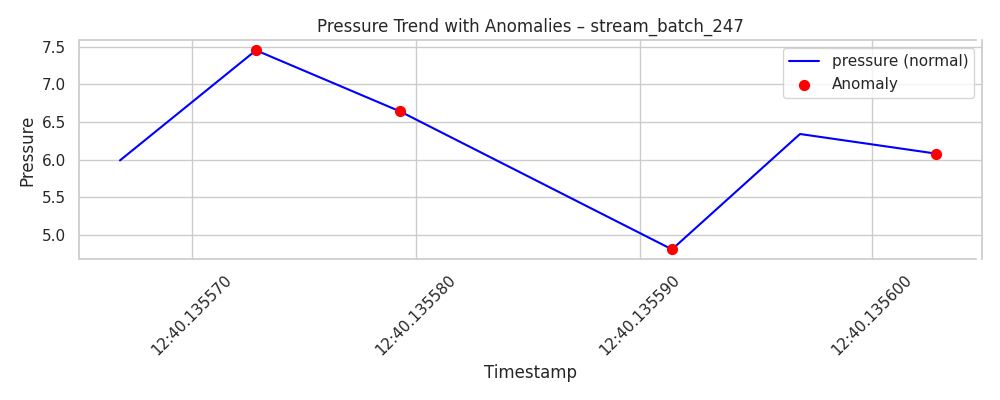 Pressure Trend with Anomalies – stream_batch_247
pressure (normal)
Anomaly
Pressure
7.5
7.0
6.5
6.0
5.5
5.0
12:40.135570
12:40.135580
12:40.135590
12:40.135600
Timestamp